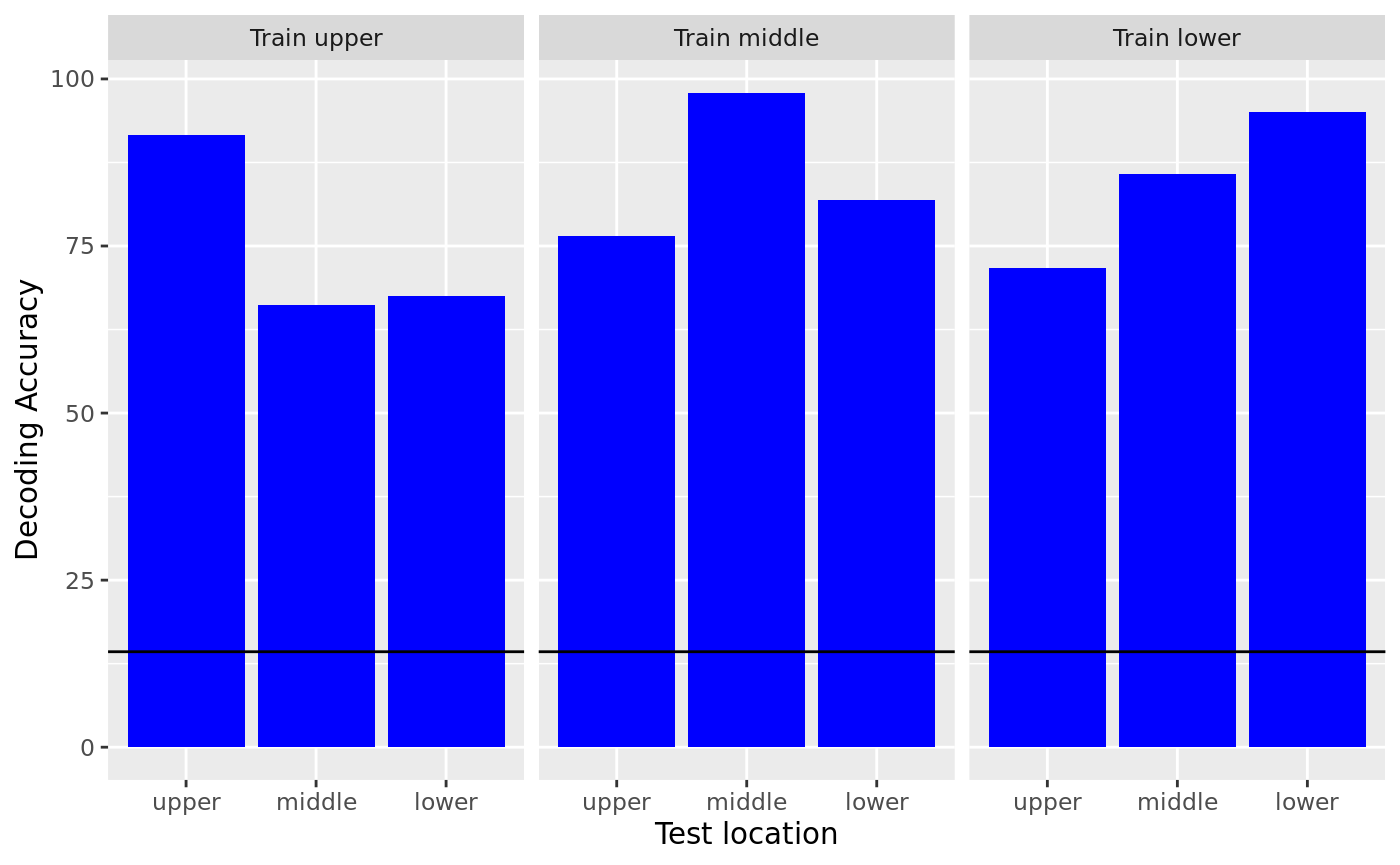 Train upper
Train middle
Train lower
Decoding Accuracy
100
75
50
25
0
upper middle lower
upper middle lower
upper middle lower
Test location